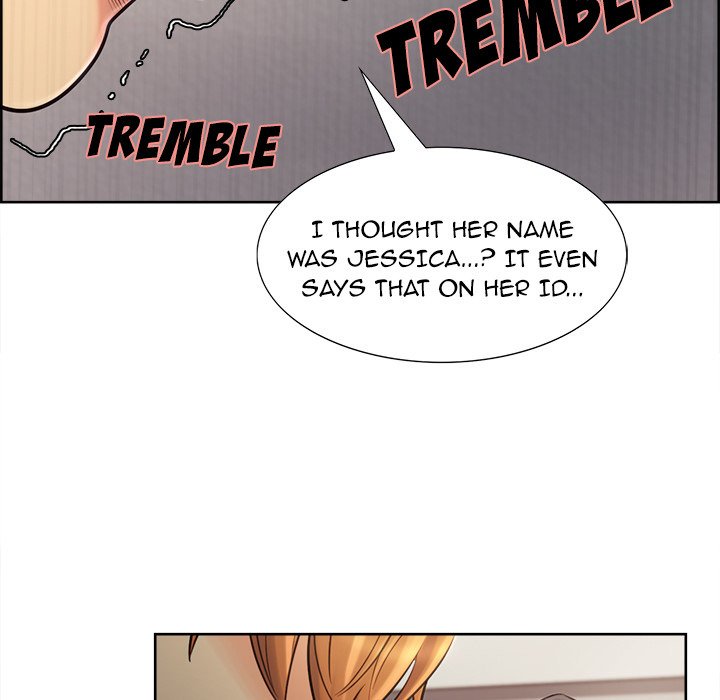 TREMBLE
TREMBLE
I THOUGHT HER NAME
WAS JESSICA...? IT EVEN
SAYS THAT ON HER ID...